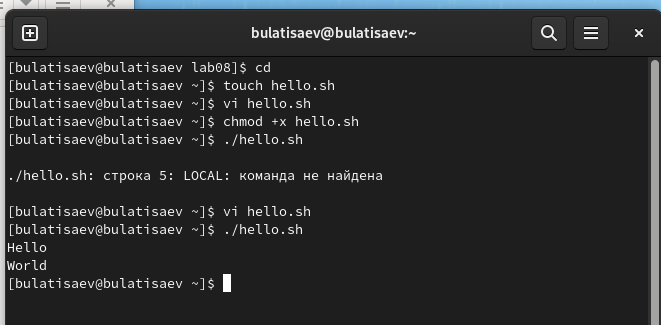 bulatisaev@bulatisaev:~
[bulatisaev@bulatisaev lab08]$ cd
[bulatisaev@bulatisaev ~]$ touch hello.sh
[bulatisaev@bulatisaev ~]$ vi hello.sh
[bulatisaev@bulatisaev ~]$ chmod +x hello.sh
[bulatisaev@bulatisaev ~]$ ./hello.sh
./hello.sh: строка 5: LOCAL: команда не найдена
[bulatisaev@bulatisaev ~]$ vi hello.sh
[bulatisaev@bulatisaev ~]$ ./hello.sh
Hello
World
[bulatisaev@bulatisaev ~]$